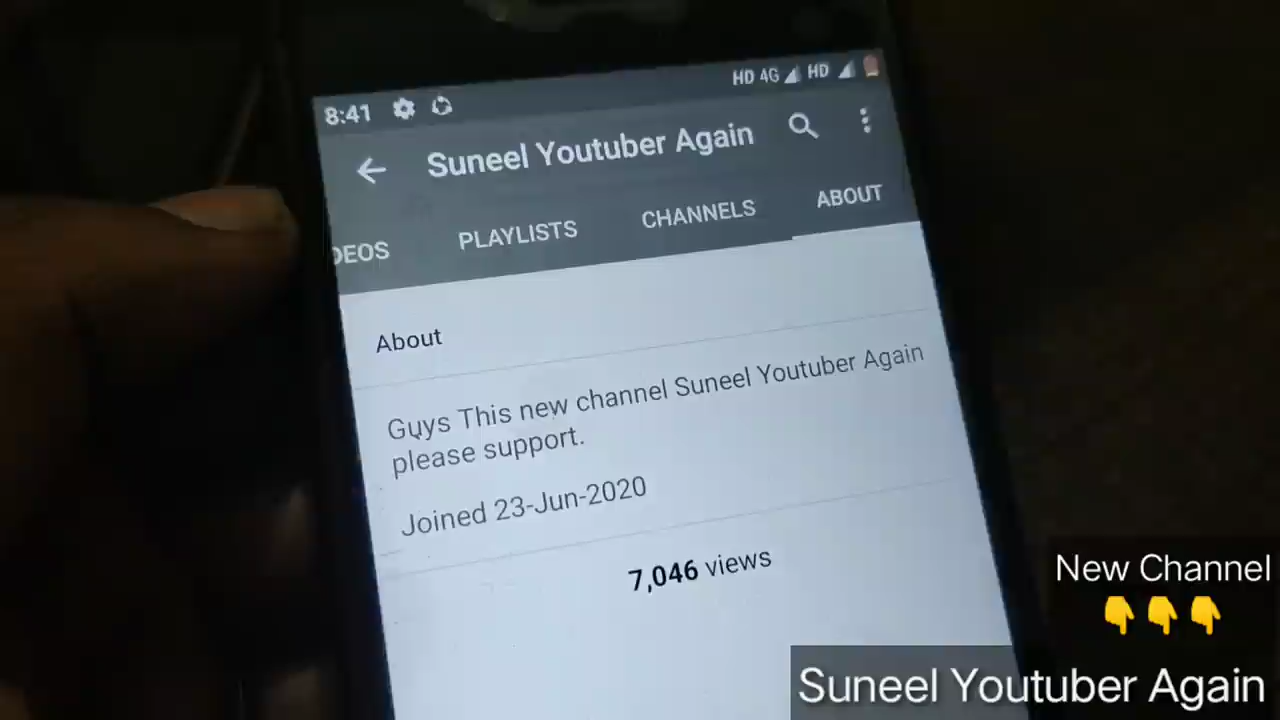 8:41
HD 4G HD
Suneel Youtuber Again
DEOS PLAYLISTS CHANNELS ABOUT
About
Guys This new channel Suneel Youtuber Again
please support.
Joined 23-Jun-2020
7,046 views
New Channel
👇👇👇
Suneel Youtuber Again